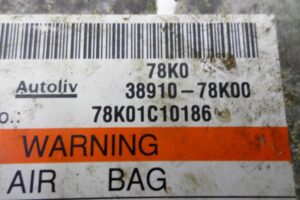 78K0
Autoliv 38910-78K00
o.: 78K01C10186
WARNING
AIR BAG